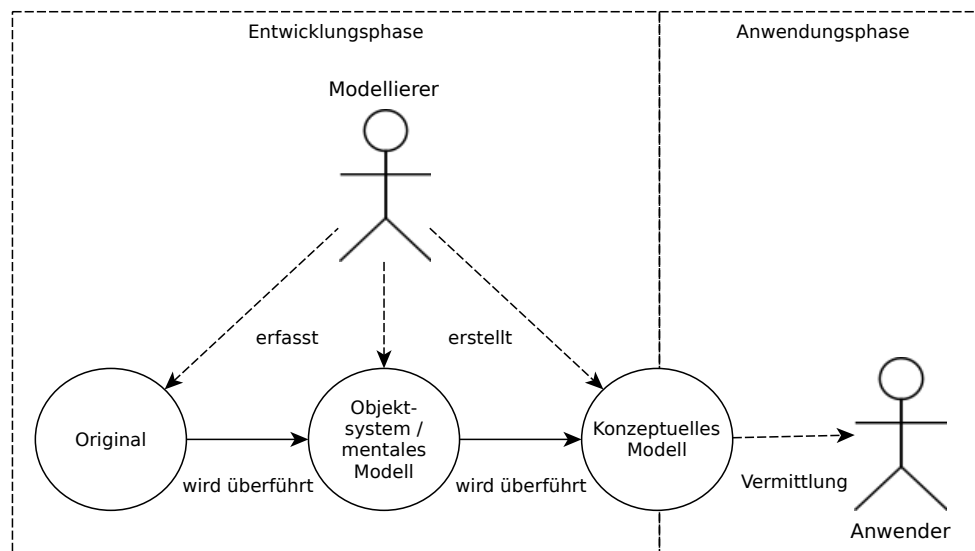 Entwicklungsphase
Anwendungsphase
Modellierer
erfasst
erstellt
Original
Objekt-
system /
mentales
Modell
Konzeptuelles
Modell
wird überführt
wird überführt
Vermittlung
Anwender